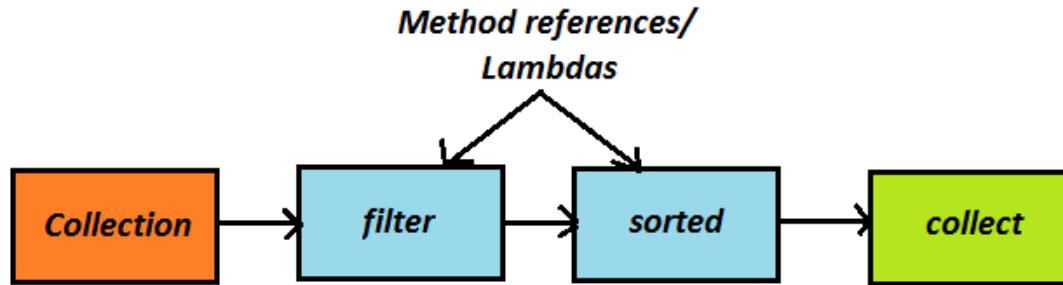 Method references/
Lambdas
Collection
filter
sorted
collect